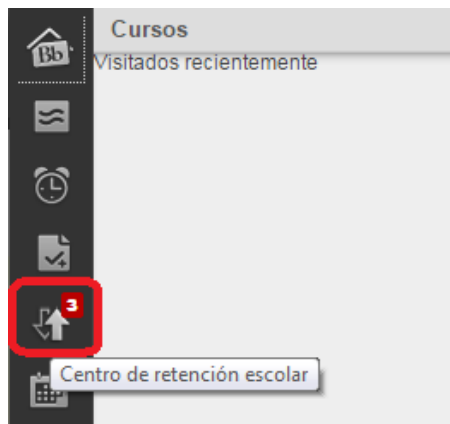 Cursos
Bb
Visitados recientemente
3
Centro de retención escolar